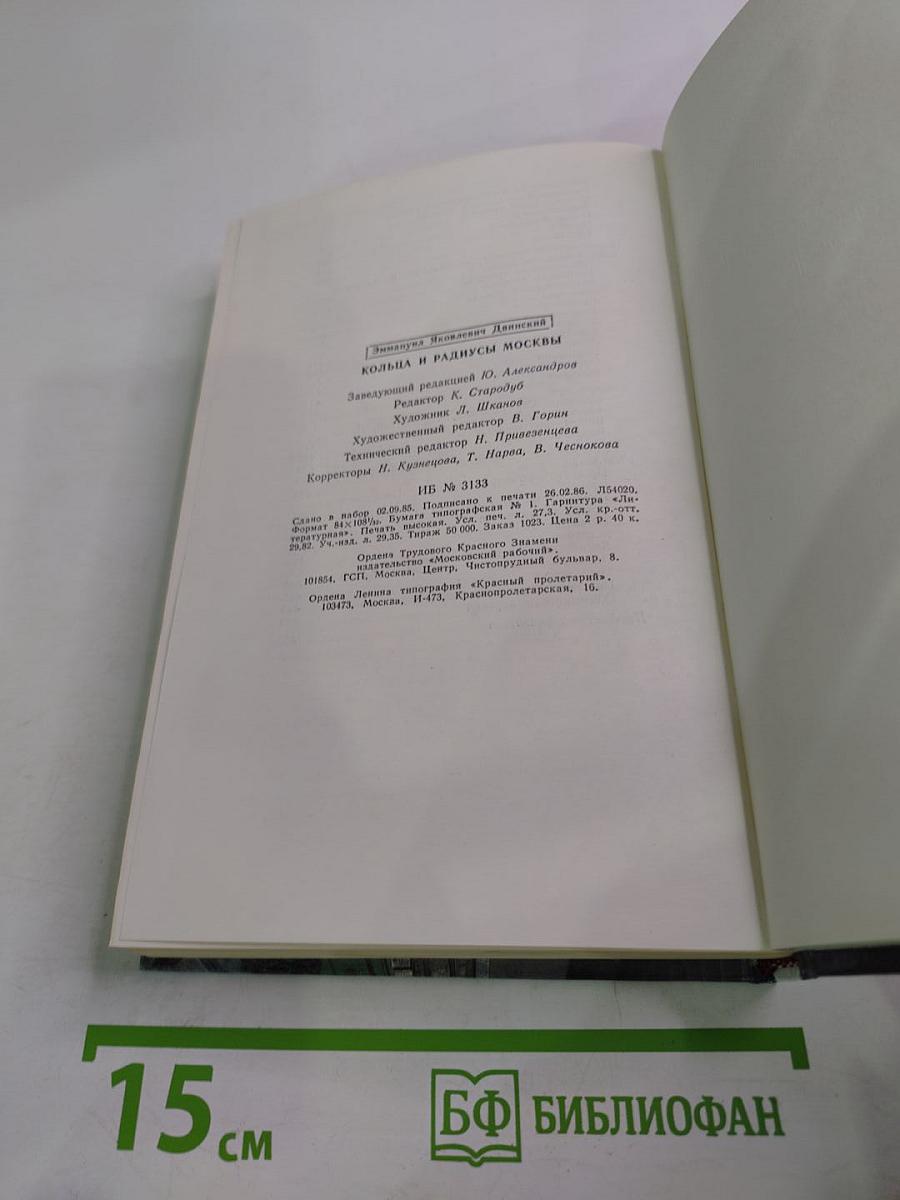 Эммануил Яковлевич Двинский
КОЛЬЦА И РАДИУСЫ МОСКВЫ
Заведующий редакцией Ю. Александров
Редактор К. Стародуб
Художник Л. Шканов
Художественный редактор В. Горин
Технический редактор Н. Привезенцева
Корректоры Н. Кузнецова, Т. Нарва, В. Чеснокова
ИБ № 3133
Сдано в набор 02.09.85. Подписано к печати 26.02.86. Л54020.
Формат 84×108¹/₃₂. Бумага типографская № 1. Гарнитура «Ли-
тературная». Печать высокая. Усл. печ. л. 27,3. Усл. кр.-отт.
29,82. Уч.-изд. л. 29,35. Тираж 50 000. Заказ 1023. Цена 2 р. 40 к.
Ордена Трудового Красного Знамени
издательство «Московский рабочий».
101854, ГСП, Москва, Центр, Чистопрудный бульвар, 8.
Ордена Ленина типография «Красный пролетарий».
103473, Москва, И-473, Краснопролетарская, 16.
15 см
БФ БИБЛИОФАН